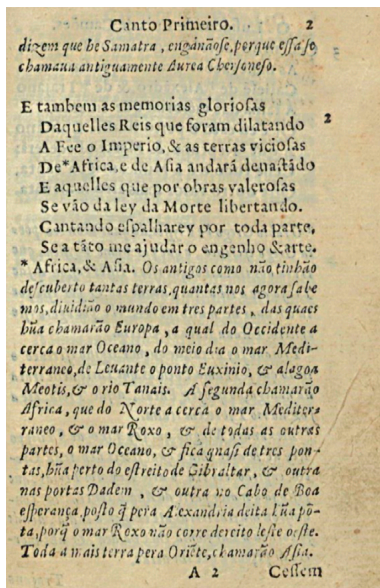 Canto Primeiro. 2
dizem que he Samatra, enganãose, porque essa se
chamaua antiguamente Aurea Chersoneso.
E tambem as memorias gloriosas
Daquelles Reis que foram dilatando 2
A Fee o Imperio, & as terras viciosas
De*Africa, e de Asia andarã deuastãdo
E aquelles que por obras valerosas
Se vão da ley da Morte libertando.
Cantando espalharey por toda parte,
Se a tãto me ajudar o engenho &arte.
* Africa, & Asia. Os antigos como não tinhão
descuberto tantas terras, quantas nos agora sabe
mos, diuidião o mundo em tres partes, das quaes
hũa chamarão Europa, a qual do Occidente a
cerca o mar Oceano, do meio dia o mar Medi-
terraneo, de Leuante o ponto Euxinio, & alagoa
Meotis, & o rio Tanais. A segunda chamarão
Africa, que do Norte a cerca o mar Meditera
raneo, & o mar Roxo, & de todas as outras
partes, o mar Oceano, & fica quasi de tres pon-
tas, hũa perto do estreito de Gibraltar, & outra
nas portas Dadem, & outra no Cabo de Boa
esperança, posto q̃ pera Alexandria deita hũa põ-
ta, porq̃ o mar Roxo não corre dereito leste oeste.
Toda a mais terra pera Oriẽte, chamarão Asia.
A 2 Cessem